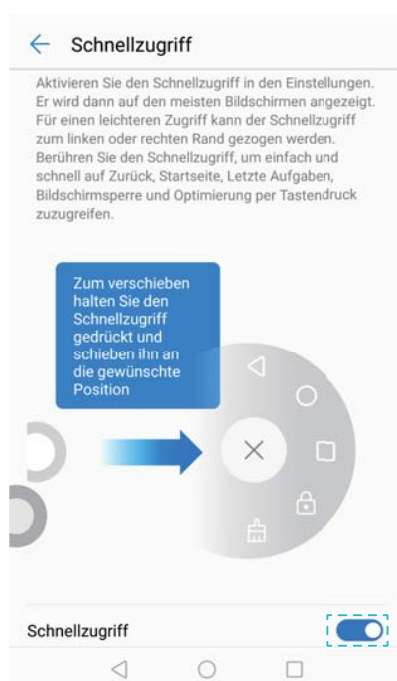 Schnellzugriff
Aktivieren Sie den Schnellzugriff in den Einstellungen.
Er wird dann auf den meisten Bildschirmen angezeigt.
Für einen leichteren Zugriff kann der Schnellzugriff
zum linken oder rechten Rand gezogen werden.
Berühren Sie den Schnellzugriff, um einfach und
schnell auf Zurück, Startseite, Letzte Aufgaben,
Bildschirmsperre und Optimierung per Tastendruck
zuzugreifen.
Zum verschieben
halten Sie den
Schnellzugriff
gedrückt und
schieben ihn an
die gewünschte
Position
Schnellzugriff